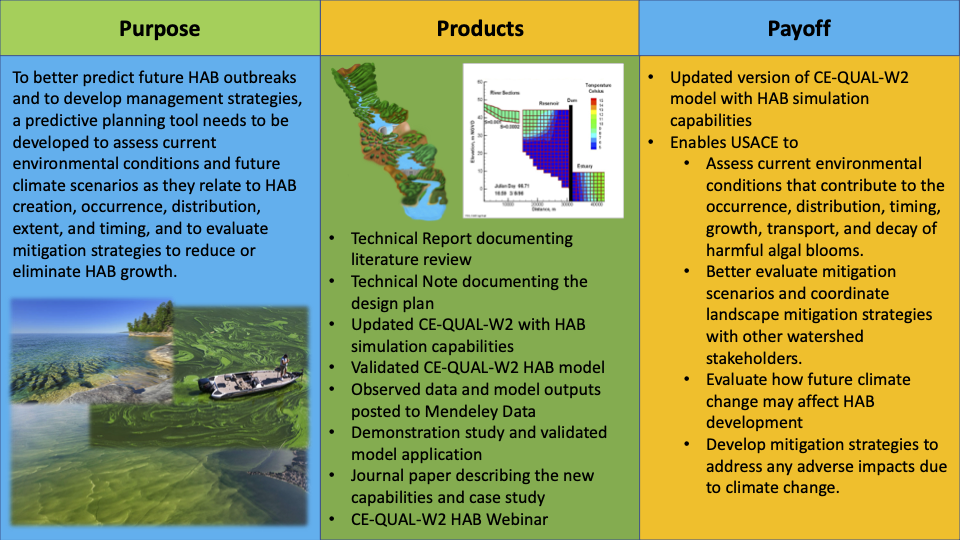 Purpose
To better predict future HAB outbreaks
and to develop management strategies,
a predictive planning tool needs to be
developed to assess current
environmental conditions and future
climate scenarios as they relate to HAB
creation, occurrence, distribution,
extent, and timing, and to evaluate
mitigation strategies to reduce or
eliminate HAB growth.
Products
River Sections
Reservoir
Dam
Estuary
Temperature
Celsius
Elevation, m NGVD
Distance, m
• Technical Report documenting
literature review
• Technical Note documenting the
design plan
• Updated CE-QUAL-W2 with HAB
simulation capabilities
• Validated CE-QUAL-W2 HAB model
• Observed data and model outputs
posted to Mendeley Data
• Demonstration study and validated
model application
• Journal paper describing the new
capabilities and case study
• CE-QUAL-W2 HAB Webinar
Payoff
• Updated version of CE-QUAL-W2
model with HAB simulation
capabilities
• Enables USACE to
• Assess current environmental
conditions that contribute to the
occurrence, distribution, timing,
growth, transport, and decay of
harmful algal blooms.
• Better evaluate mitigation
scenarios and coordinate
landscape mitigation strategies
with other watershed
stakeholders.
• Evaluate how future climate
change may affect HAB
development
• Develop mitigation strategies to
address any adverse impacts due
to climate change.